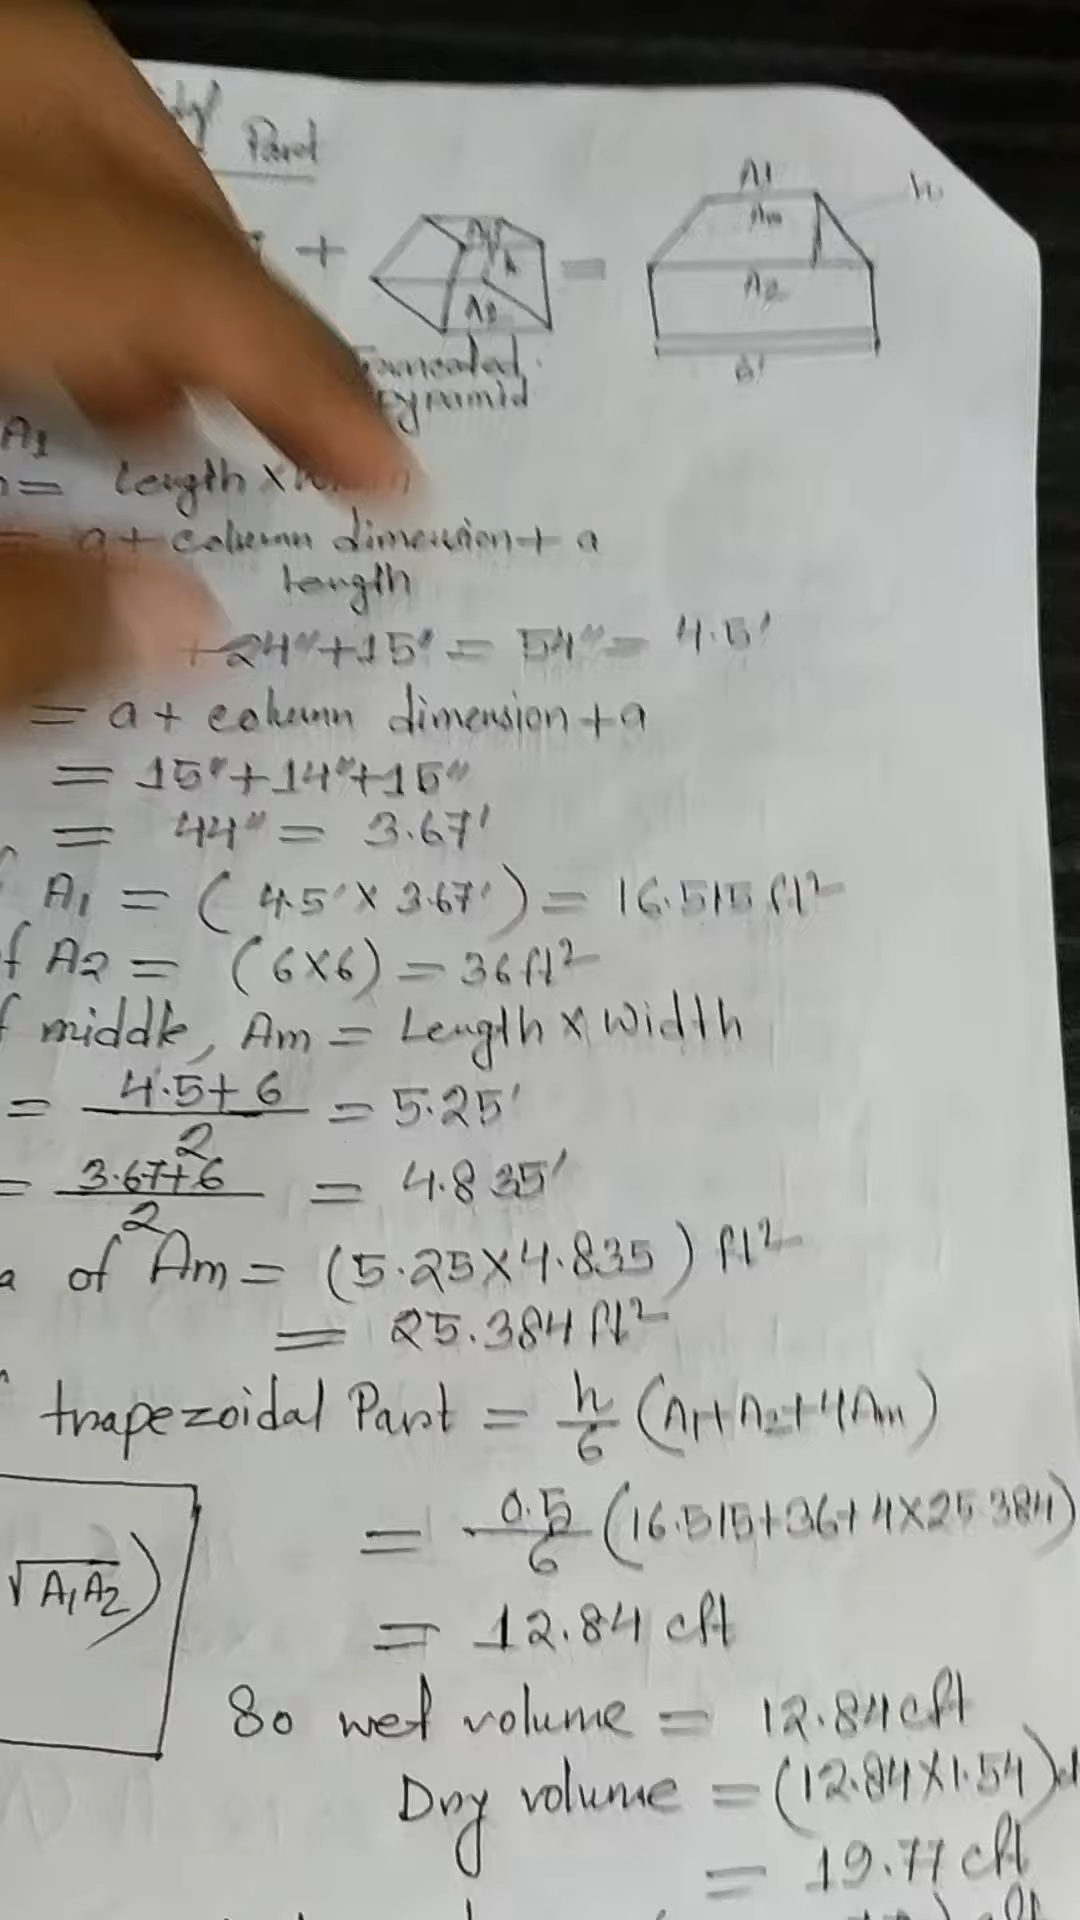 Part
A1
h
Am
+
=
A2
A2
Truncated
Pyramid
A1
= Length ×
= a + column dimension + a
length
+ 24" + 15" = 54" = 4.5'
= a + column dimension + a
= 15" + 14" + 15"
= 44" = 3.67'
A1 = (4.5' × 3.67') = 16.515 ft²
f A2 = (6×6) = 36 ft²
f middle, Am = Length × Width
= 4.5+6 / 2 = 5.25'
= 3.67+6 / 2 = 4.835'
a of Am = (5.25×4.835) ft²
= 25.384 ft²
trapezoidal Part = h/6 (A1+A2+4Am)
= 0.5/6 (16.515+36+4×25.384)
√A1A2)
= 12.84 cft
So wet volume = 12.84 cft
Dry volume = (12.84×1.54)
= 19.77 cft